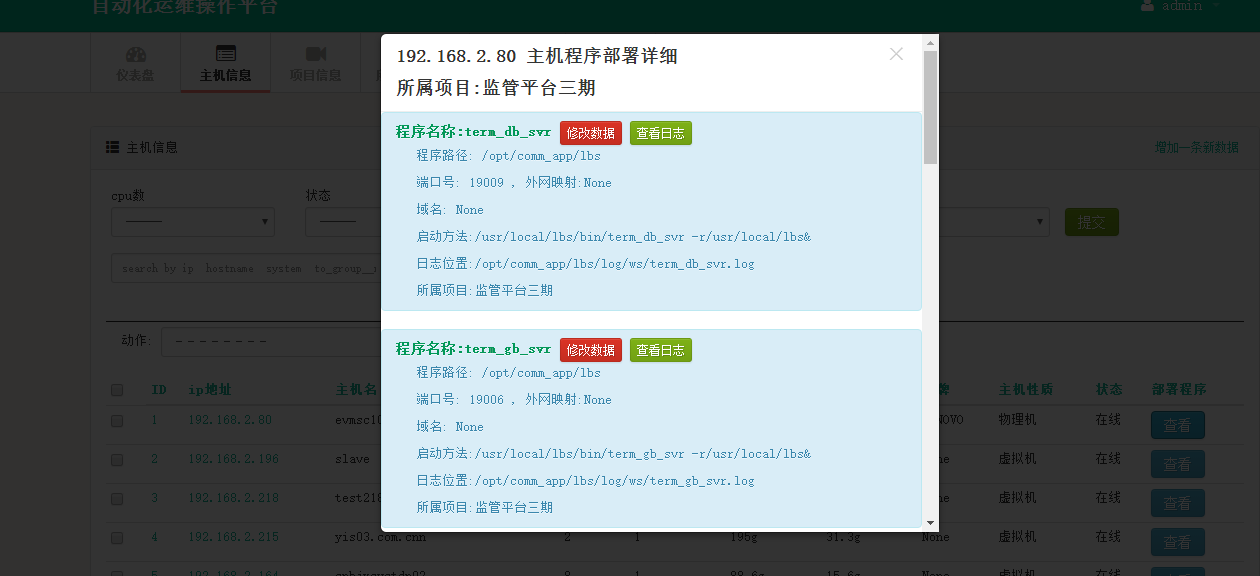 自动化运维操作平台
admin
仪表盘
主机信息
项目信息
192.168.2.80 主机程序部署详细
所属项目:监管平台三期
程序名称:term_db_svr 修改数据 查看日志
程序路径: /opt/comm_app/lbs
端口号: 19009 , 外网映射:None
域名: None
启动方法:/usr/local/lbs/bin/term_db_svr -r/usr/local/lbs&
日志位置:/opt/comm_app/lbs/log/ws/term_db_svr.log
所属项目:监管平台三期
程序名称:term_gb_svr 修改数据 查看日志
程序路径: /opt/comm_app/lbs
端口号: 19006 , 外网映射:None
域名: None
启动方法:/usr/local/lbs/bin/term_gb_svr -r/usr/local/lbs&
日志位置:/opt/comm_app/lbs/log/ws/term_gb_svr.log
所属项目:监管平台三期
主机信息
增加一条新数据
cpu数 状态
提交
search by ip hostname system
动作: --------
ID ip地址 主机名 牌 主机性质 状态 部署程序
1 192.168.2.80 物理机 在线 查看
2 192.168.2.196 slave 虚拟机 在线 查看
3 192.168.2.218 虚拟机 在线 查看
4 192.168.2.215 yis03.com.cnn 2 1 195g 31.3g None 虚拟机 在线 查看
5 192.168.2.164 8 1 虚拟机 在线